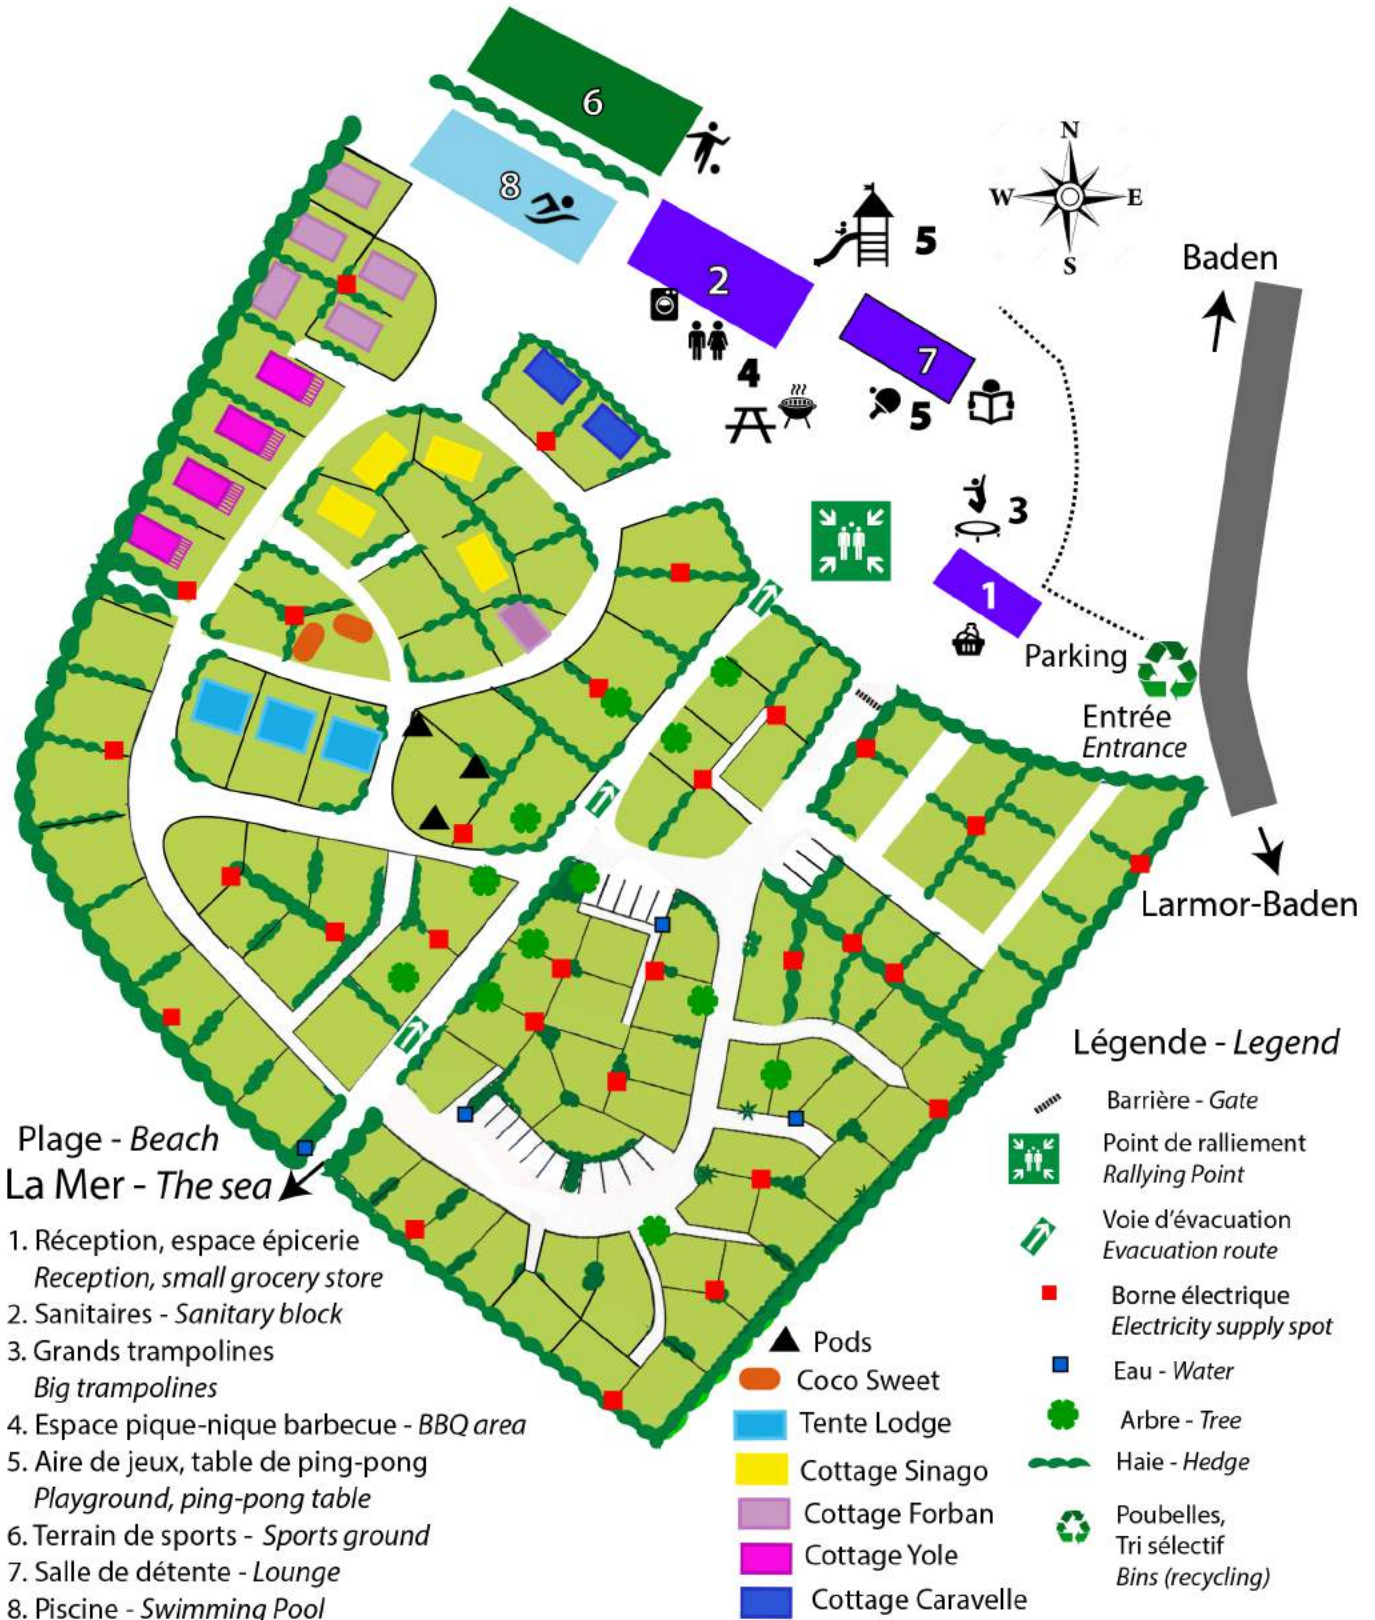 6
8
2
5
7
4
5
3
1
N
W
E
S
Baden
Parking
Entrée
Entrance
Larmor-Baden
Plage - Beach
La Mer - The sea
1. Réception, espace épicerie
Reception, small grocery store
2. Sanitaires - Sanitary block
3. Grands trampolines
Big trampolines
4. Espace pique-nique barbecue - BBQ area
5. Aire de jeux, table de ping-pong
Playground, ping-pong table
6. Terrain de sports - Sports ground
7. Salle de détente - Lounge
8. Piscine - Swimming Pool
Pods
Coco Sweet
Tente Lodge
Cottage Sinago
Cottage Forban
Cottage Yole
Cottage Caravelle
Légende - Legend
Barrière - Gate
Point de ralliement
Rallying Point
Voie d'évacuation
Evacuation route
Borne électrique
Electricity supply spot
Eau - Water
Arbre - Tree
Haie - Hedge
Poubelles,
Tri sélectif
Bins (recycling)